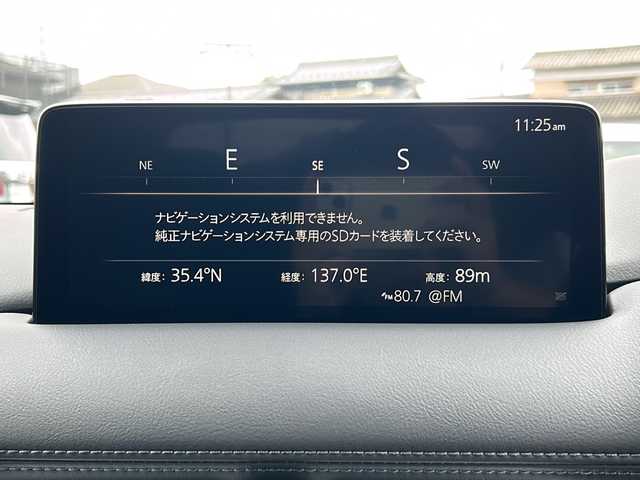 11:25am
NE E SE S SW
ナビゲーションシステムを利用できません。
純正ナビゲーションシステム専用のSDカードを装着してください。
緯度: 35.4°N 経度: 137.0°E 高度: 89m
FM 80.7 @FM